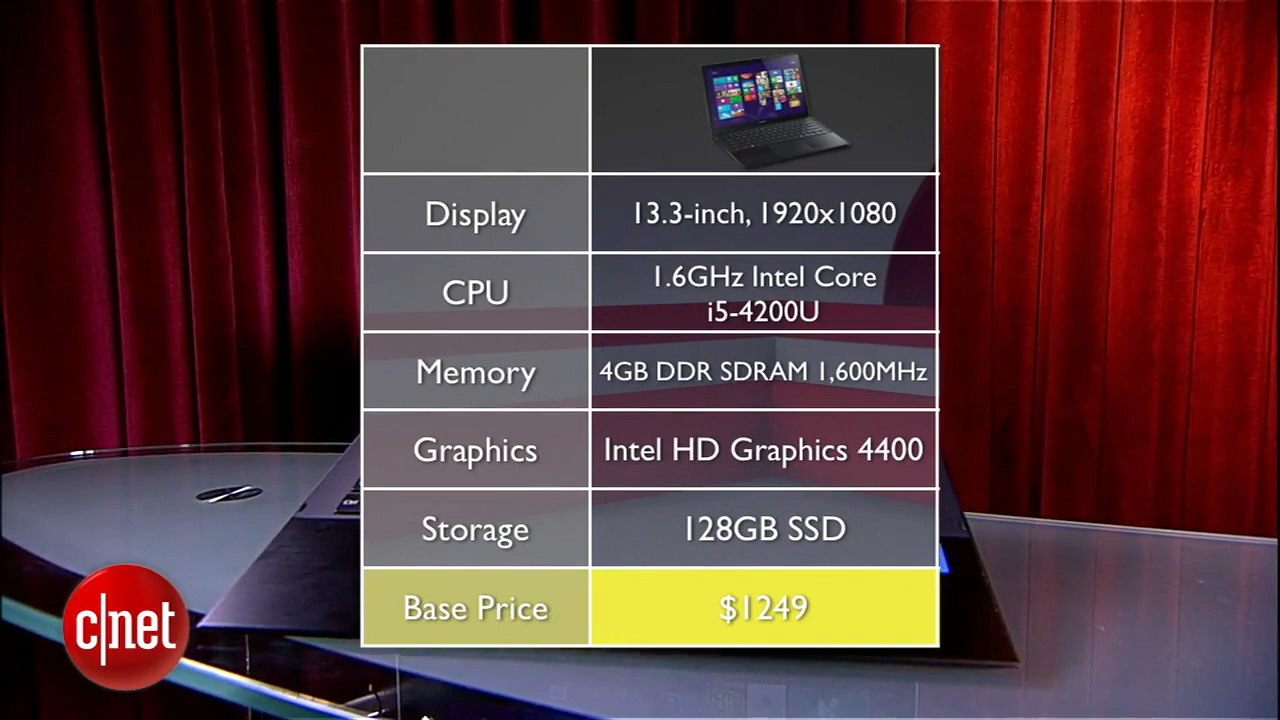 Display
13.3-inch, 1920x1080
CPU
1.6GHz Intel Core
i5-4200U
Memory
4GB DDR SDRAM 1,600MHz
Graphics
Intel HD Graphics 4400
Storage
128GB SSD
Base Price
$1249
c|net